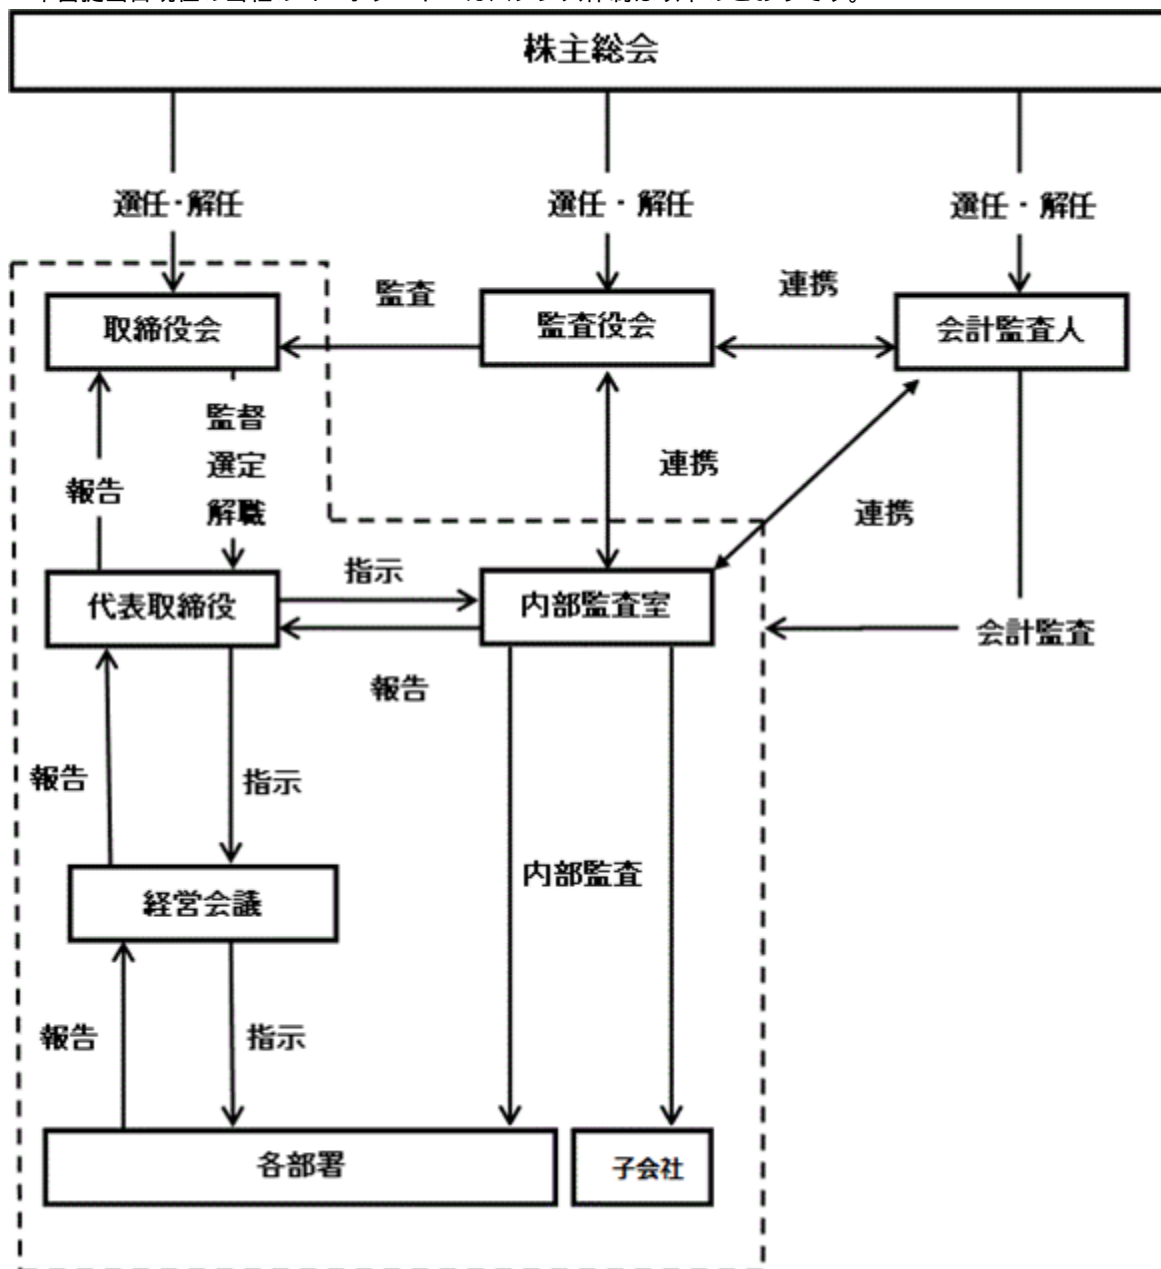 株主総会
選任・解任
選任・解任
選任・解任
監査
連携
取締役会
監査役会
会計監査人
監督
選定
解職
報告
連携
連携
指示
代表取締役
内部監査室
会計監査
報告
報告
指示
内部監査
経営会議
報告
指示
各部署
子会社